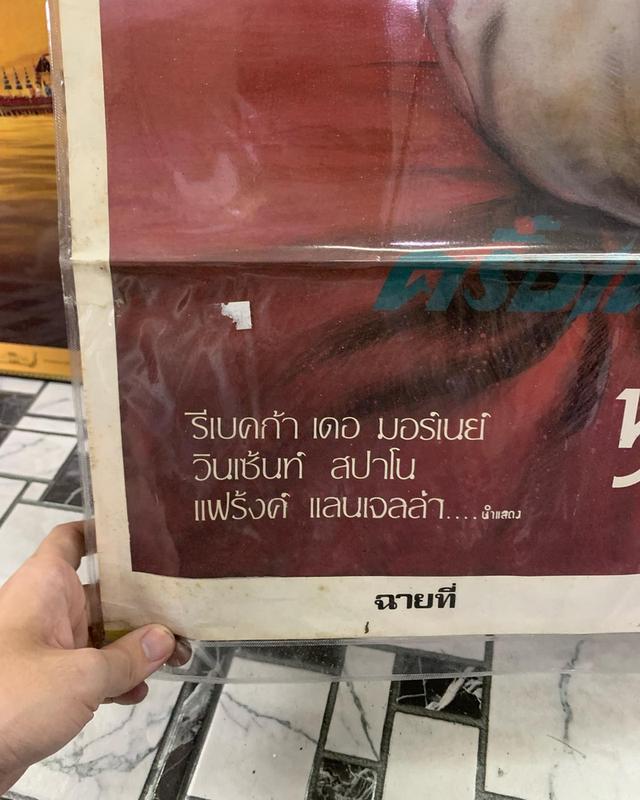 รีเบคก้า เดอ มอร์เนย์
วินเซ้นท์ สปาโน
แฟร้งค์ แลนเจลล่า....นำแสดง
ฉายที่